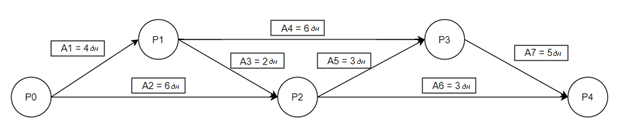 A4 = 6дн
P1
P3
A1 = 4дн
A3 = 2дн
A5 = 3дн
A7 = 5дн
A2 = 6дн
A6 = 3дн
P0
P2
P4